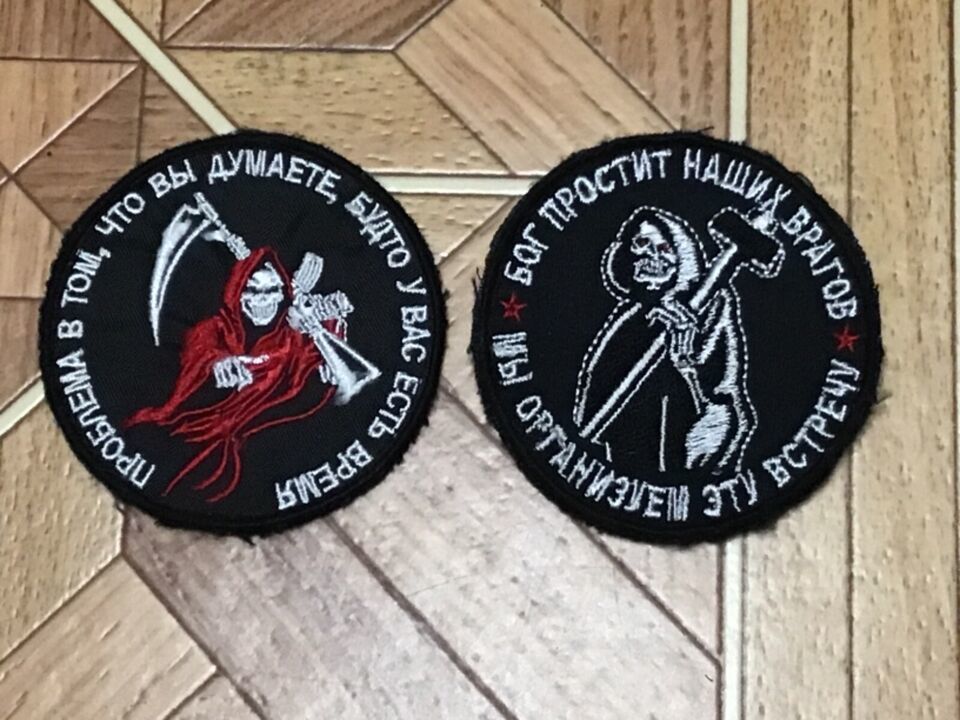 ПРОБЛЕМА В ТОМ, ЧТО ВЫ ДУМАЕТЕ, БУДТО У ВАС ЕСТЬ ВРЕМЯ
БОГ ПРОСТИТ НАШИХ ВРАГОВ
МЫ ОРГАНИЗУЕМ ЭТУ ВСТРЕЧУ